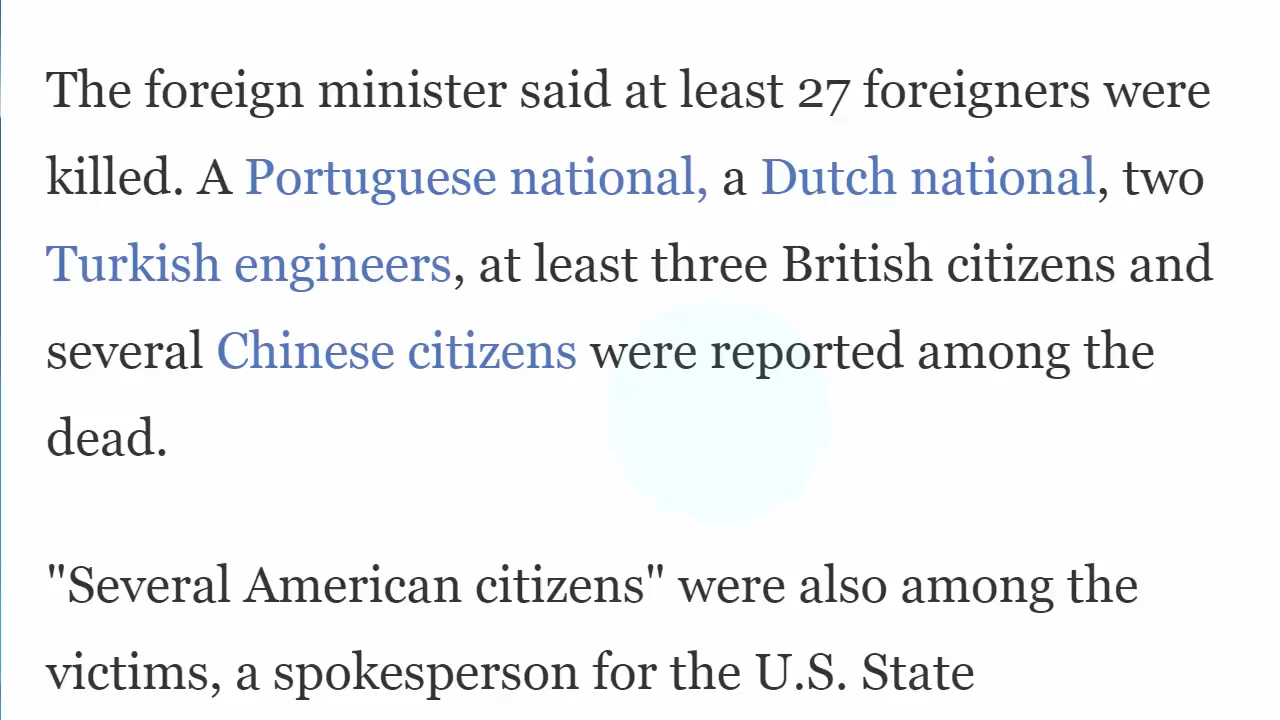 The foreign minister said at least 27 foreigners were
killed. A Portuguese national, a Dutch national, two
Turkish engineers, at least three British citizens and
several Chinese citizens were reported among the
dead.
"Several American citizens" were also among the
victims, a spokesperson for the U.S. State